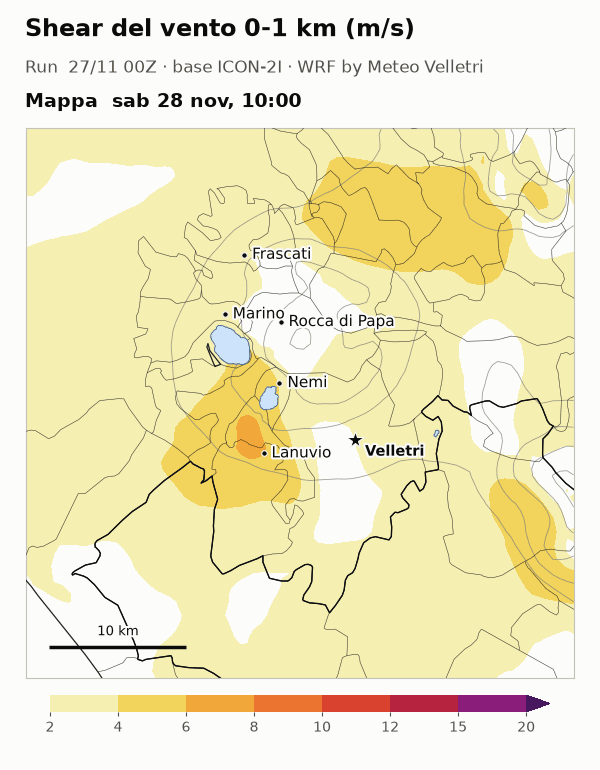 Shear del vento 0-1 km (m/s)
Run  27/11 00Z · base ICON-2I · WRF by Meteo Velletri
Mappa  sab 28 nov, 10:00
Frascati
Marino
Rocca di Papa
Nemi
Velletri
Lanuvio
10 km
2 4 6 8 10 12 15 20